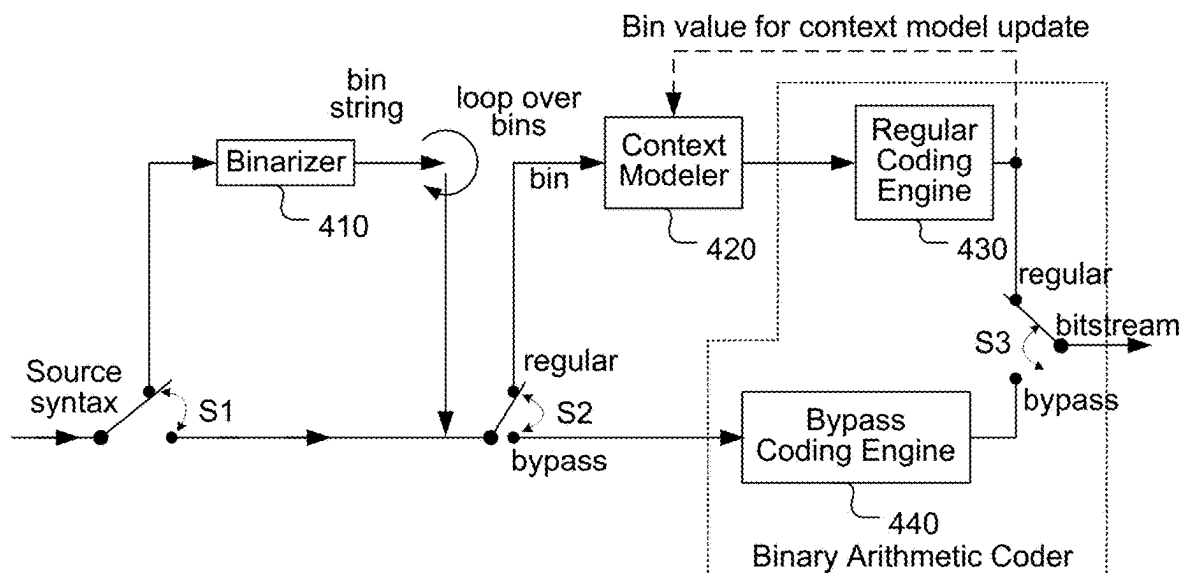 Bin value for context model update
bin
string
loop over
bins
Binarizer
410
bin
Context
Modeler
420
Regular
Coding
Engine
430
regular
bitstream
S3
bypass
Source
syntax
S1
regular
S2
bypass
Bypass
Coding Engine
440
Binary Arithmetic Coder